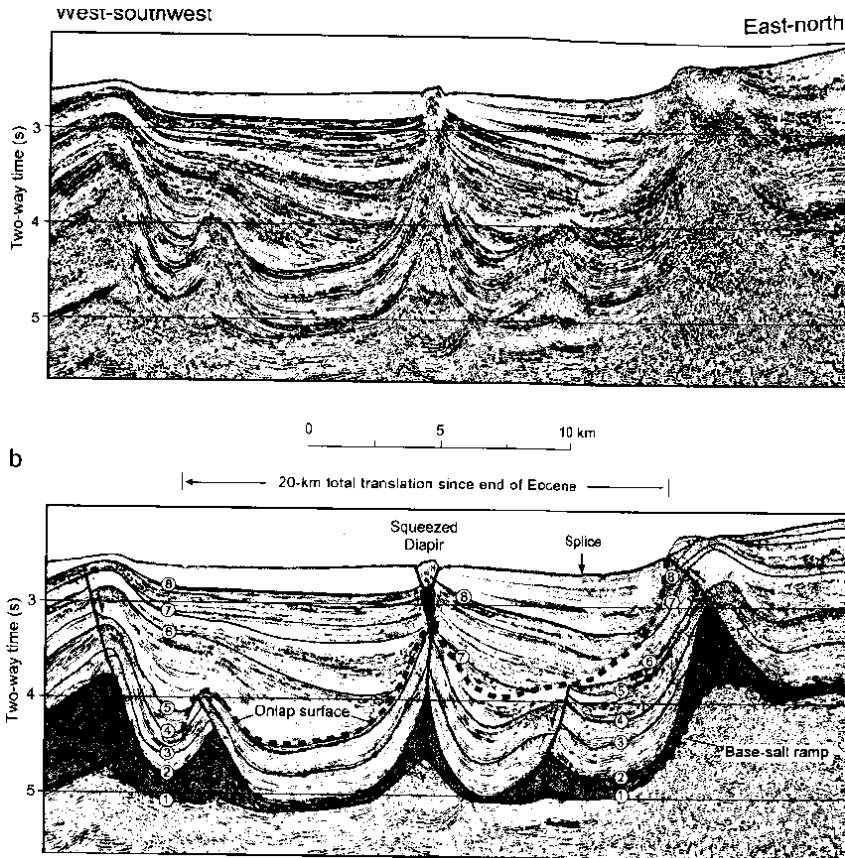 West-southwest
East-north
Two-way time (s)
3
4
5
0 5 10 km
b
20-km total translation since end of Eocene
Squeezed
Diapir
Splice
Two-way time (s)
3
4
5
8
7
6
5
4
3
2
1
Onlap surface
8
7
6
5
4
3
2
1
8
Base-salt ramp